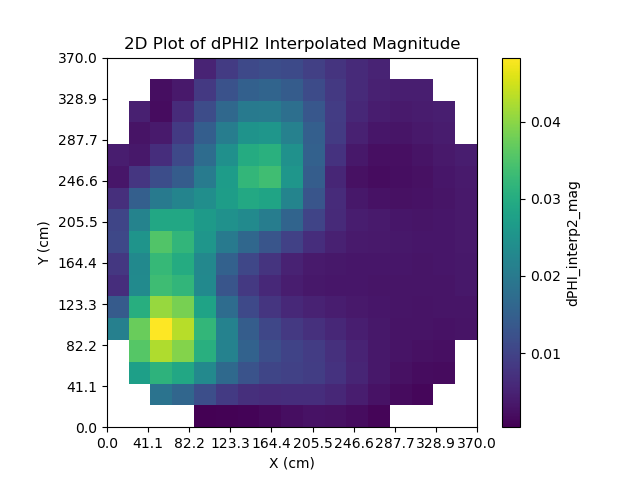 2D Plot of dPHI2 Interpolated Magnitude
370.0
328.9
287.7
246.6
205.5
164.4
123.3
82.2
41.1
0.0
Y (cm)
0.0 41.1 82.2 123.3 164.4 205.5 246.6 287.7 328.9 370.0
X (cm)
0.04
0.03
0.02
0.01
dPHI_interp2_mag